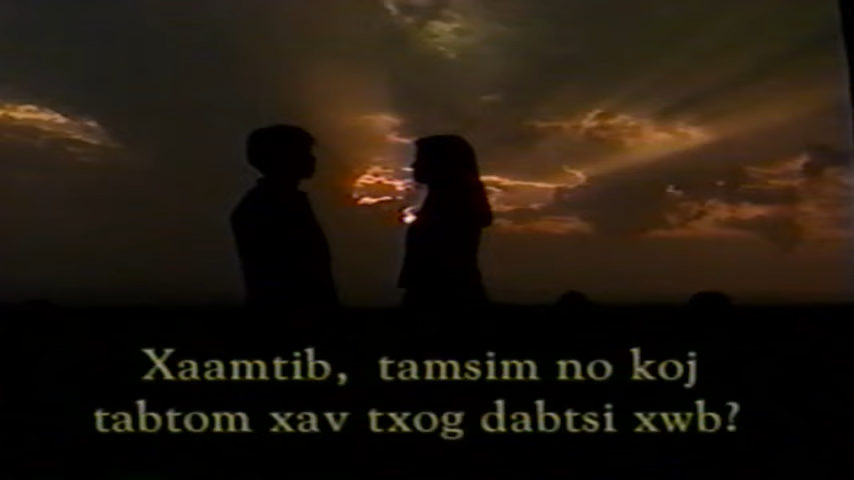 Xaamtib, tamsim no koj
tabtom xav txog dabtsi xwb?